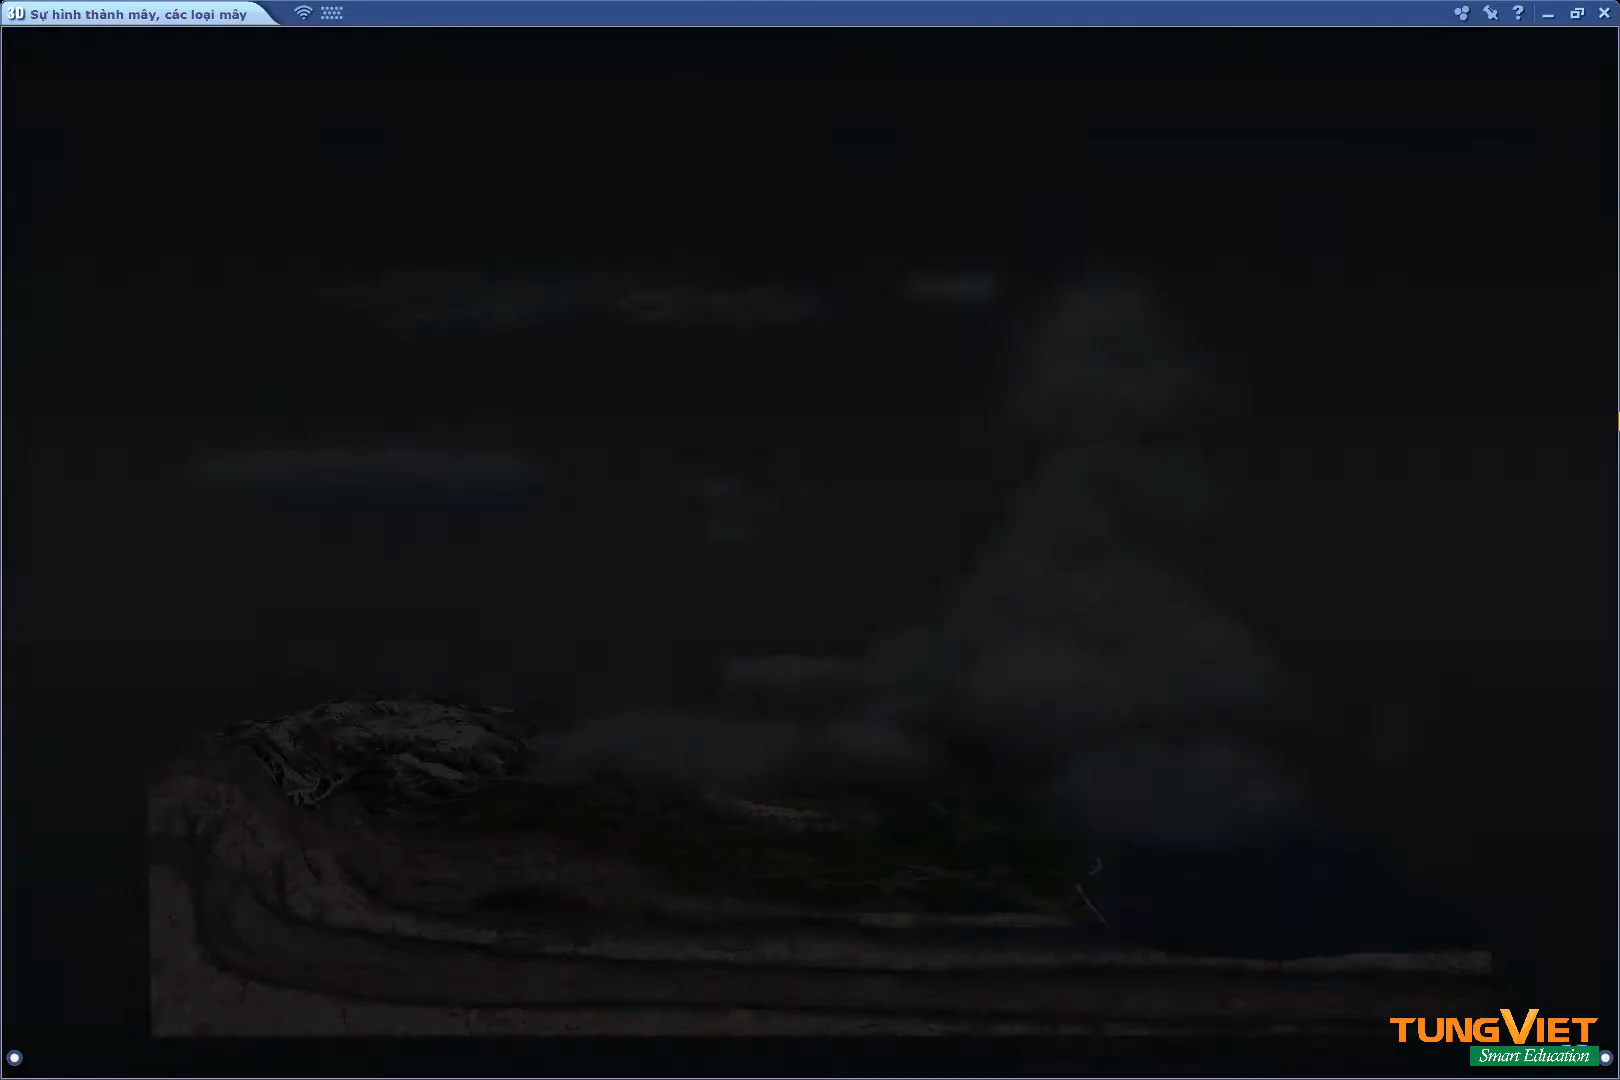 3D Sự hình thành mây, các loại mây
TUNGVIET
Smart Education